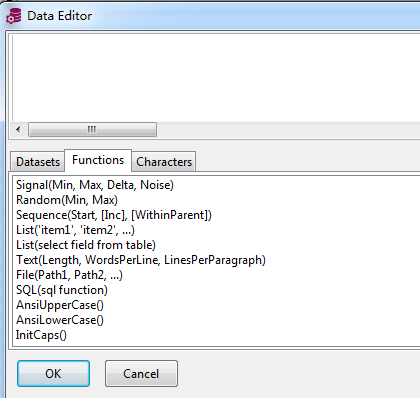 Data Editor
Datasets Functions Characters
Signal(Min, Max, Delta, Noise)
Random(Min, Max)
Sequence(Start, [Inc], [WithinParent])
List('item1', 'item2', ...)
List(select field from table)
Text(Length, WordsPerLine, LinesPerParagraph)
File(Path1, Path2, ...)
SQL(sql function)
AnsiUpperCase()
AnsiLowerCase()
InitCaps()
OK Cancel